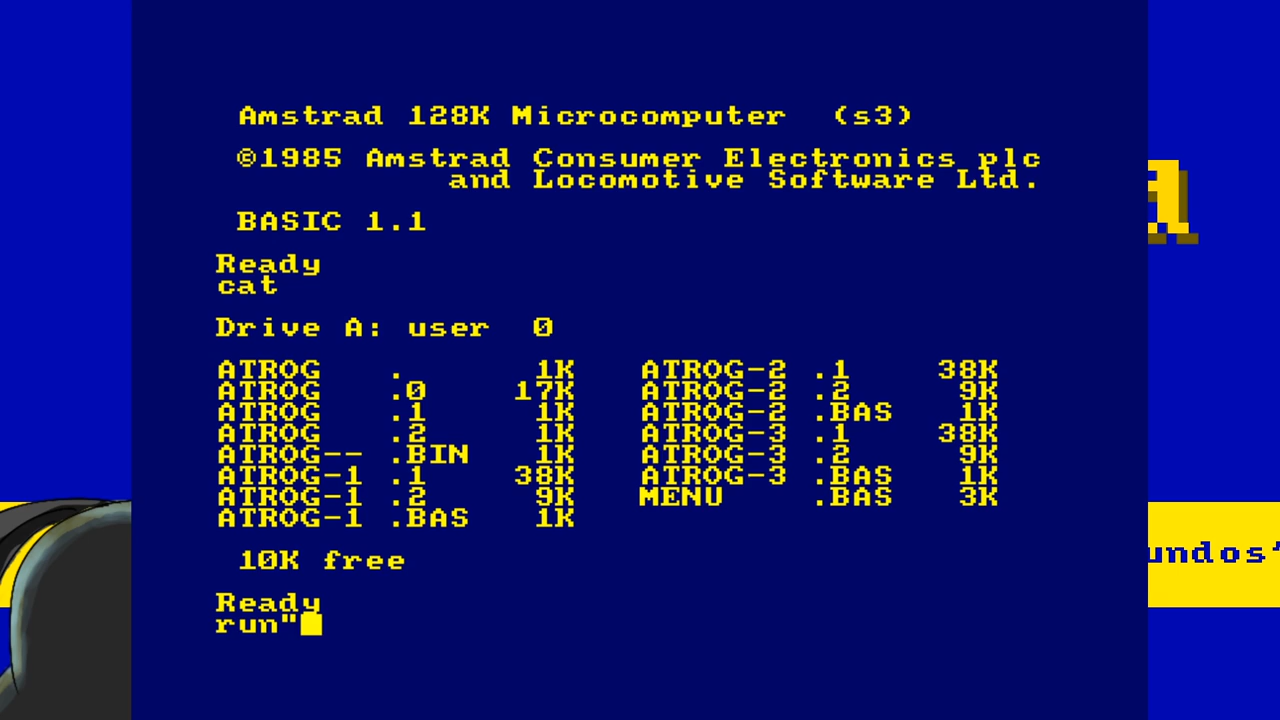 Amstrad 128K Microcomputer (s3)
©1985 Amstrad Consumer Electronics plc
and Locomotive Software Ltd.
BASIC 1.1
Ready
cat
Drive A: user 0
ATROG . 1K ATROG-2 .1 38K
ATROG .0 17K ATROG-2 .2 9K
ATROG .1 1K ATROG-2 .BAS 1K
ATROG .2 1K ATROG-3 .1 38K
ATROG-- .BIN 1K ATROG-3 .2 9K
ATROG-1 .1 38K ATROG-3 .BAS 1K
ATROG-1 .2 9K MENU .BAS 3K
ATROG-1 .BAS 1K
10K free
Ready
run"